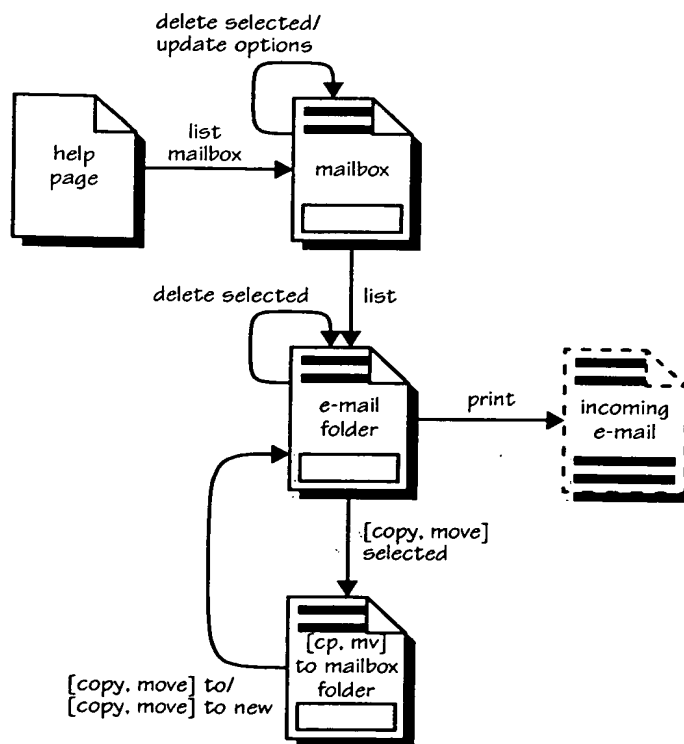 delete selected/
update options
help
page
list
mailbox
mailbox
delete selected
list
e-mail
folder
print
incoming
e-mail
[copy, move]
selected
[cp, mv]
to mailbox
folder
[copy, move] to/
[copy, move] to new